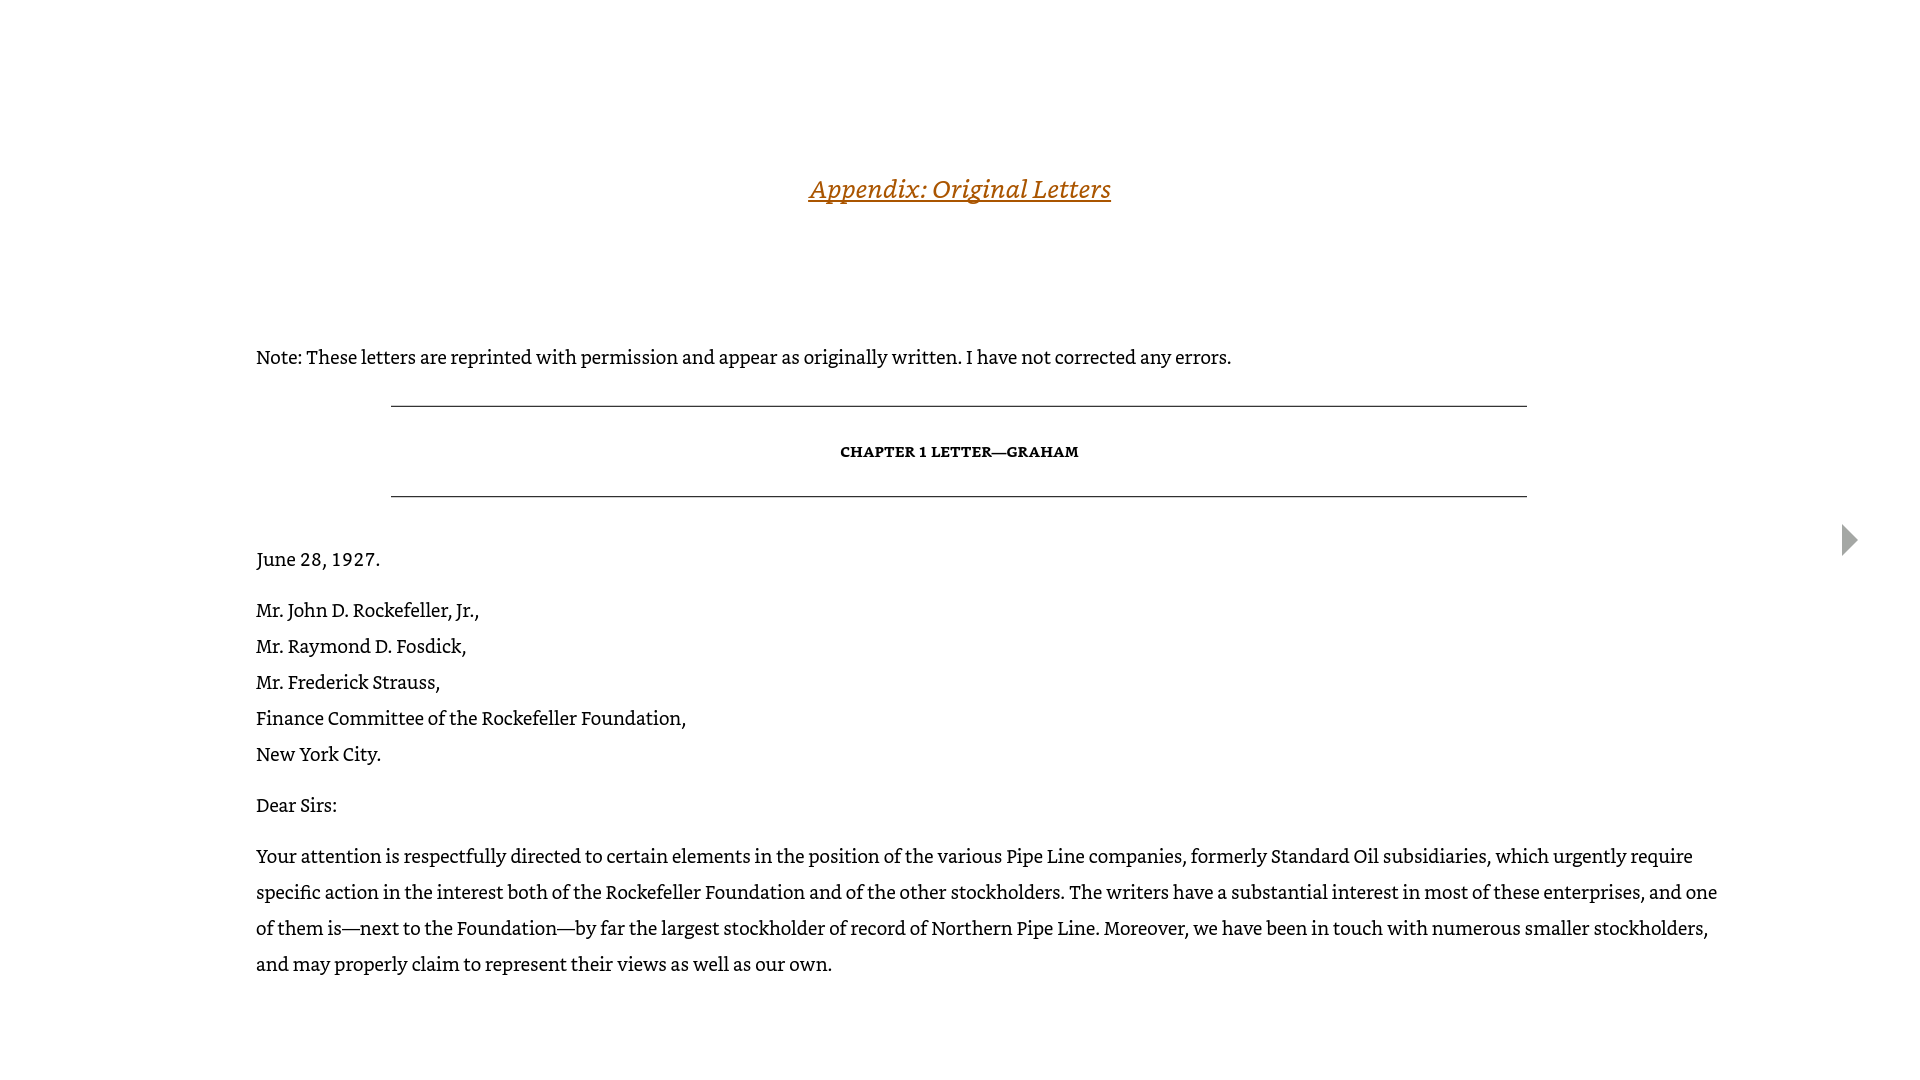 Appendix: Original Letters
Note: These letters are reprinted with permission and appear as originally written. I have not corrected any errors.
CHAPTER 1 LETTER—GRAHAM
June 28, 1927.
Mr. John D. Rockefeller, Jr.,
Mr. Raymond D. Fosdick,
Mr. Frederick Strauss,
Finance Committee of the Rockefeller Foundation,
New York City.
Dear Sirs:
Your attention is respectfully directed to certain elements in the position of the various Pipe Line companies, formerly Standard Oil subsidiaries, which urgently require
specific action in the interest both of the Rockefeller Foundation and of the other stockholders. The writers have a substantial interest in most of these enterprises, and one
of them is—next to the Foundation—by far the largest stockholder of record of Northern Pipe Line. Moreover, we have been in touch with numerous smaller stockholders,
and may properly claim to represent their views as well as our own.